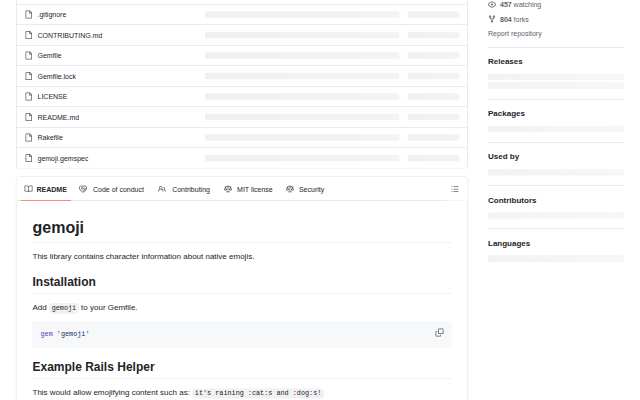 .gitignore
CONTRIBUTING.md
Gemfile
Gemfile.lock
LICENSE
README.md
Rakefile
gemoji.gemspec
README Code of conduct Contributing MIT license Security
gemoji
This library contains character information about native emojis.
Installation
Add gemoji to your Gemfile.
gem 'gemoji'
Example Rails Helper
This would allow emojifying content such as: it's raining :cat:s and :dog:s!
457 watching
804 forks
Report repository
Releases
Packages
Used by
Contributors
Languages